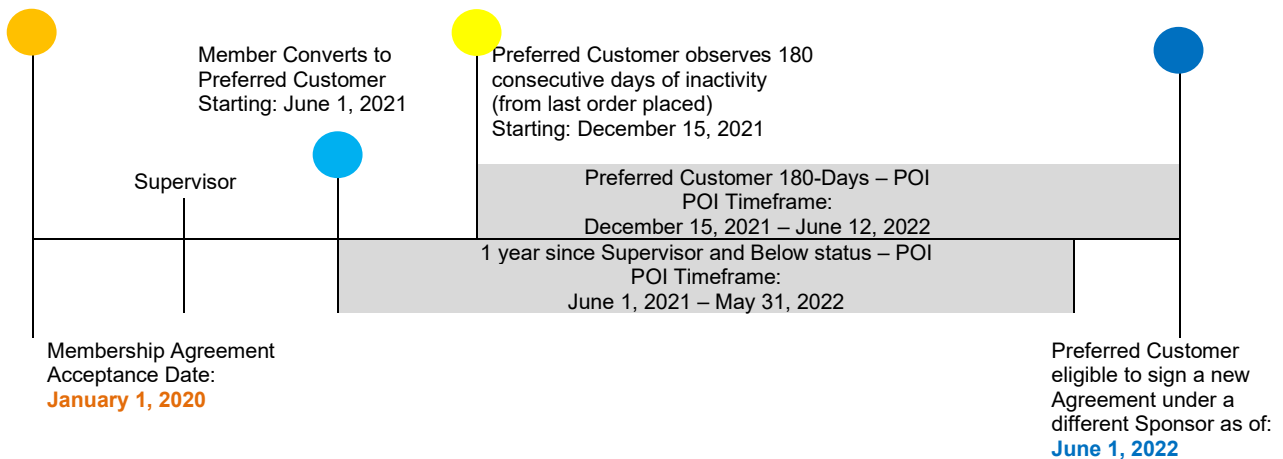 Member Converts to
Preferred Customer
Starting: June 1, 2021
Preferred Customer observes 180
consecutive days of inactivity
(from last order placed)
Starting: December 15, 2021
Supervisor
Preferred Customer 180-Days – POI
POI Timeframe:
December 15, 2021 – June 12, 2022
1 year since Supervisor and Below status – POI
POI Timeframe:
June 1, 2021 – May 31, 2022
Membership Agreement
Acceptance Date:
January 1, 2020
Preferred Customer
eligible to sign a new
Agreement under a
different Sponsor as of:
June 1, 2022